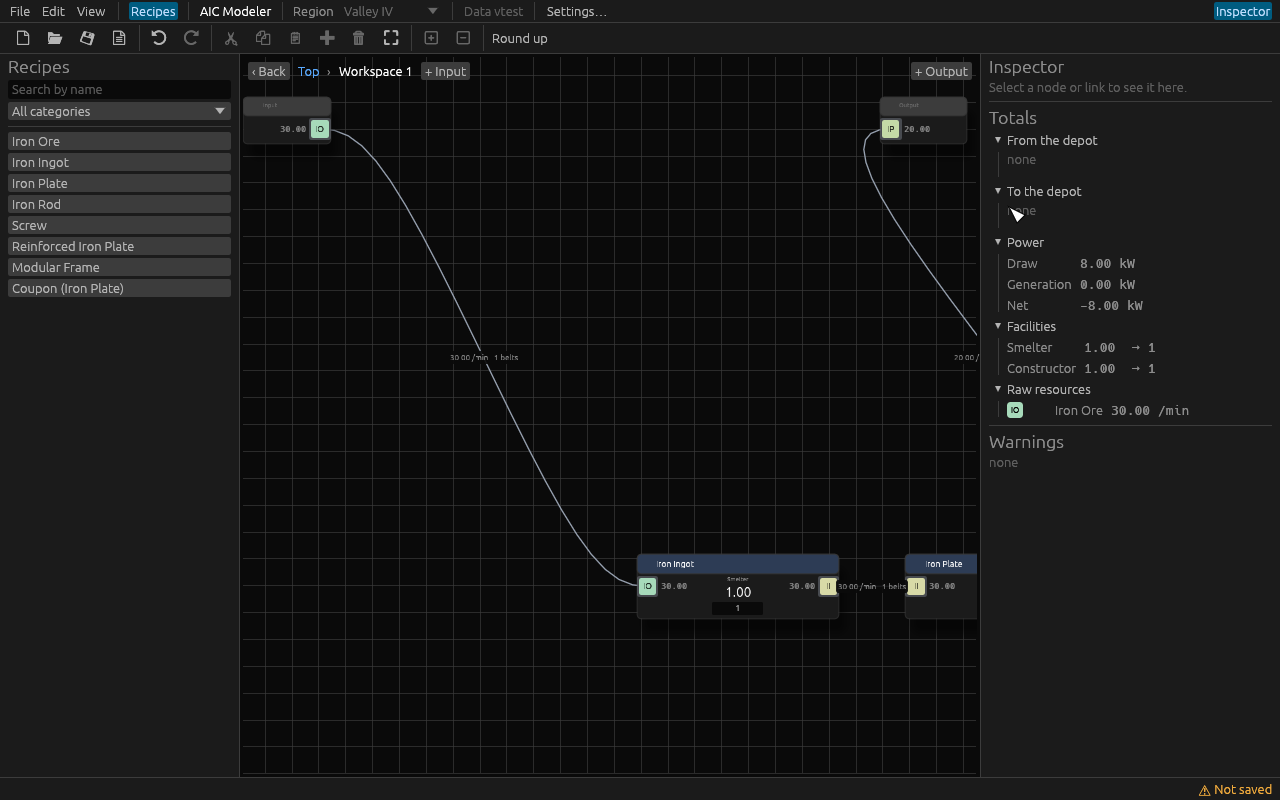 File Edit View Recipes AIC Modeler Region Valley IV Data vtest Settings… Inspector
Round up
Recipes
Search by name
All categories
Iron Ore
Iron Ingot
Iron Plate
Iron Rod
Screw
Reinforced Iron Plate
Modular Frame
Coupon (Iron Plate)
‹ Back Top › Workspace 1 + Input + Output
Input
30.00 IO
Output
IP 20.00
30.00 /min 1 belts
20.00 /
Iron Ingot
Smelter
IO 30.00 1.00 30.00 II
1
30.00 /min 1 belts
Iron Plate
II 30.00
Inspector
Select a node or link to see it here.
Totals
From the depot
none
To the depot
none
Power
Draw 8.00 kW
Generation 0.00 kW
Net -8.00 kW
Facilities
Smelter 1.00 → 1
Constructor 1.00 → 1
Raw resources
IO Iron Ore 30.00 /min
Warnings
none
⚠ Not saved